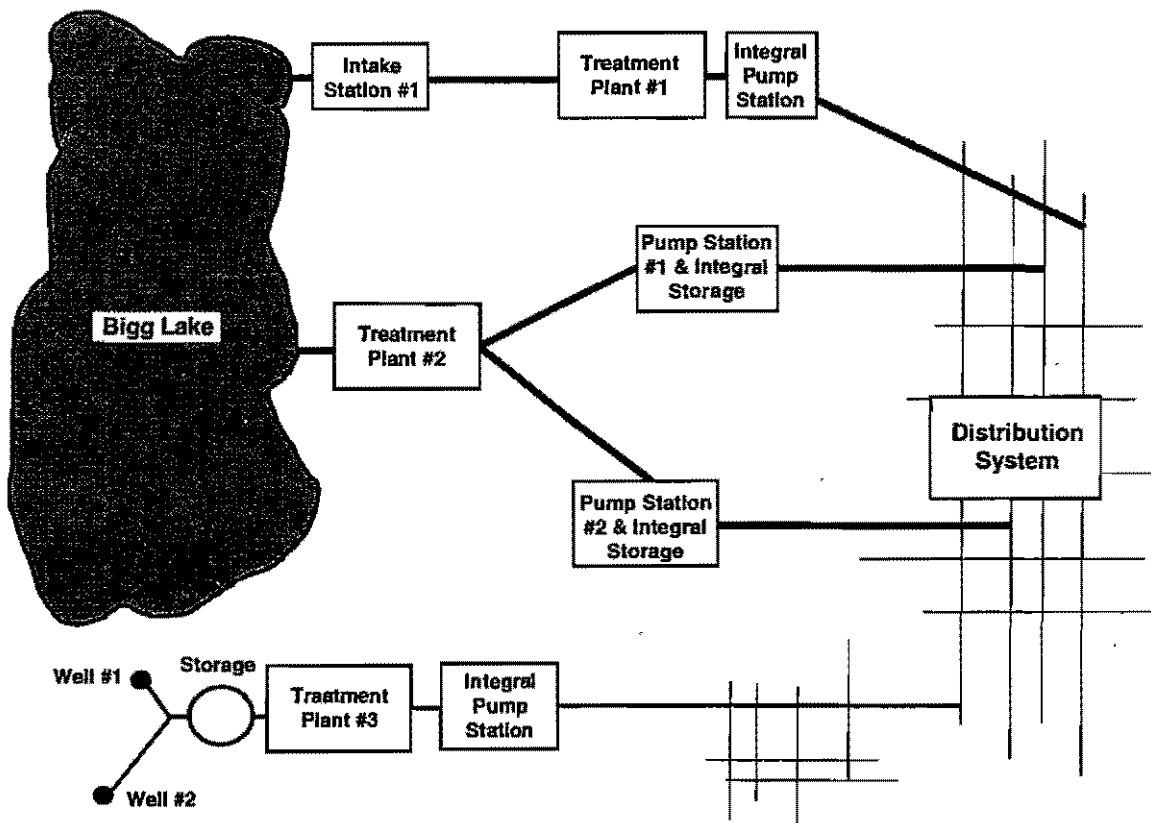 Intake
Station #1
Treatment
Plant #1
Integral
Pump
Station
Pump Station
#1 & Integral
Storage
Bigg Lake
Treatment
Plant #2
Distribution
System
Pump Station
#2 & Integral
Storage
Well #1
Storage
Traatment
Plant #3
Integral
Pump
Station
Well #2